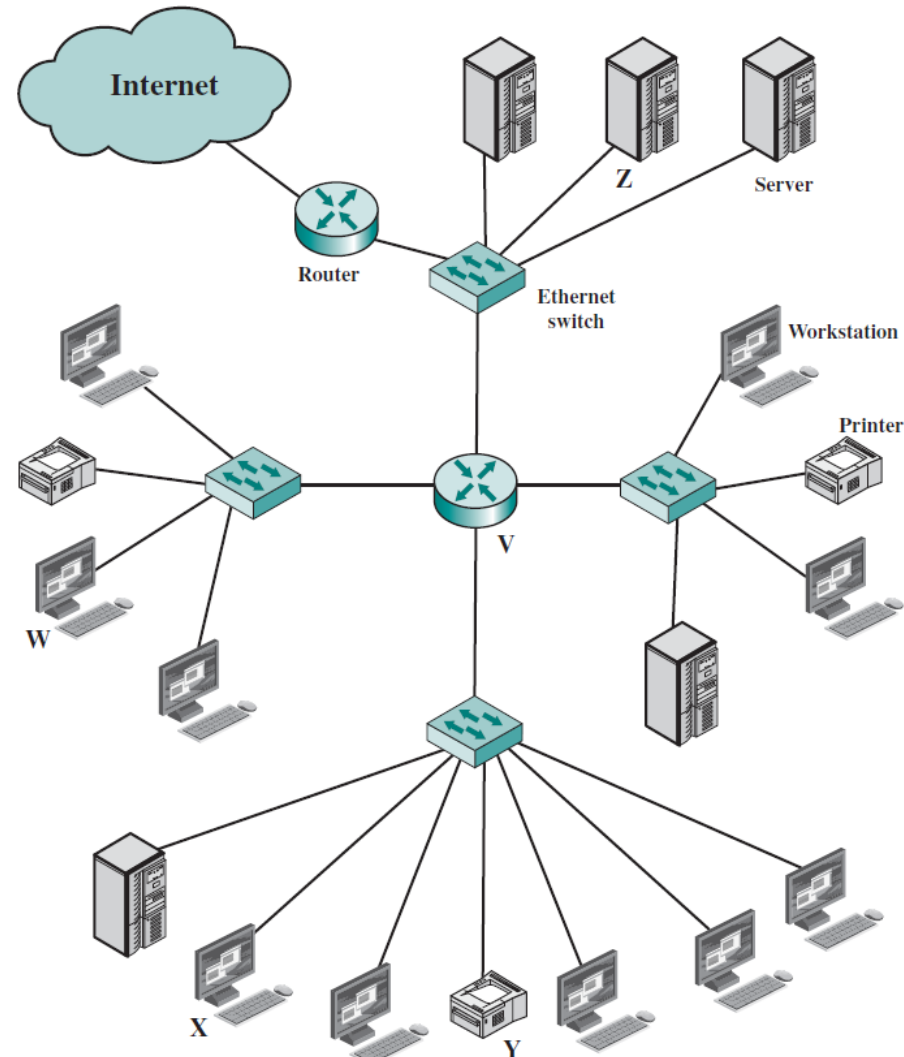 Internet
Z
Server
Router
Ethernet
switch
Workstation
Printer
V
W
X
Y